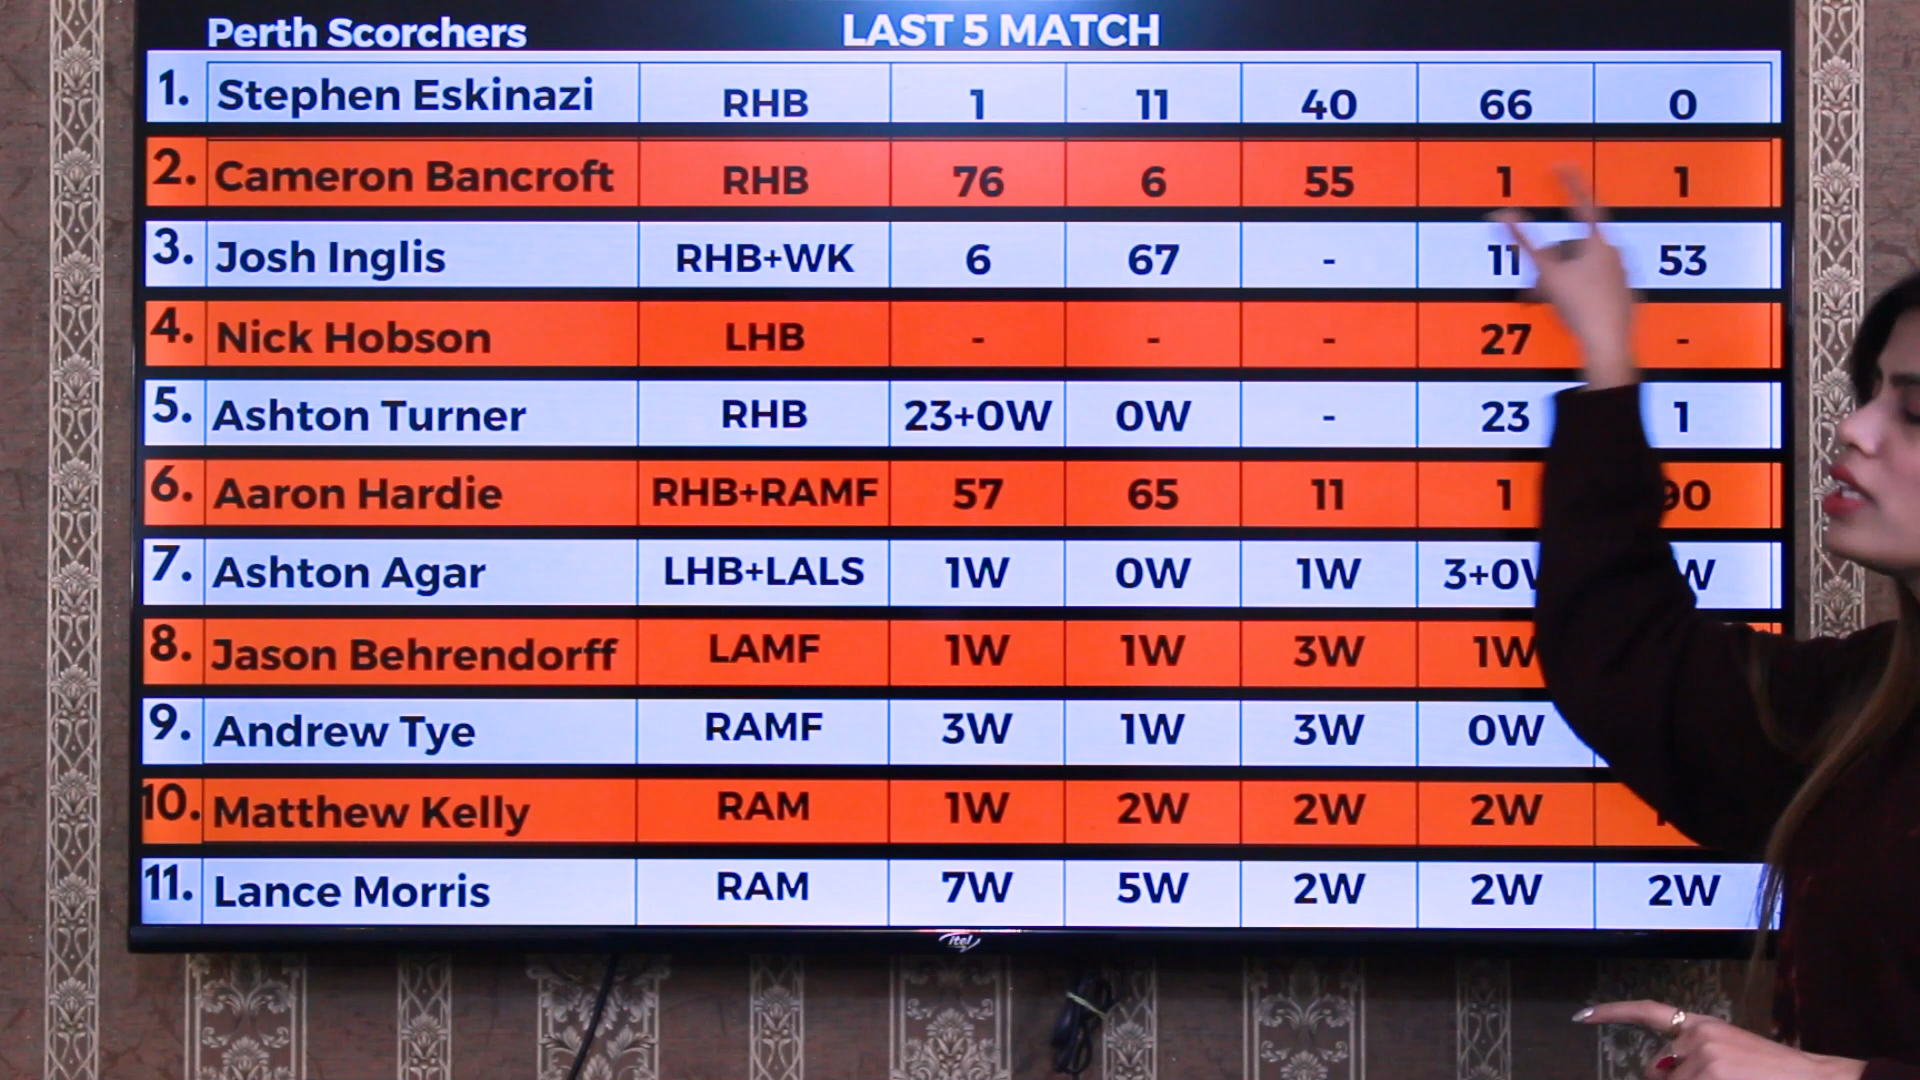 Perth Scorchers LAST 5 MATCH
1. Stephen Eskinazi RHB 1 11 40 66 0
2. Cameron Bancroft RHB 76 6 55 1 1
3. Josh Inglis RHB+WK 6 67 - 11 53
4. Nick Hobson LHB - - - 27 -
5. Ashton Turner RHB 23+0W 0W - 23 1
6. Aaron Hardie RHB+RAMF 57 65 11 1 90
7. Ashton Agar LHB+LALS 1W 0W 1W
8. Jason Behrendorff LAMF 1W 1W 3W 1W
9. Andrew Tye RAMF 3W 1W 3W 0W
10. Matthew Kelly RAM 1W 2W 2W 2W
11. Lance Morris RAM 7W 5W 2W 2W 2W
itel